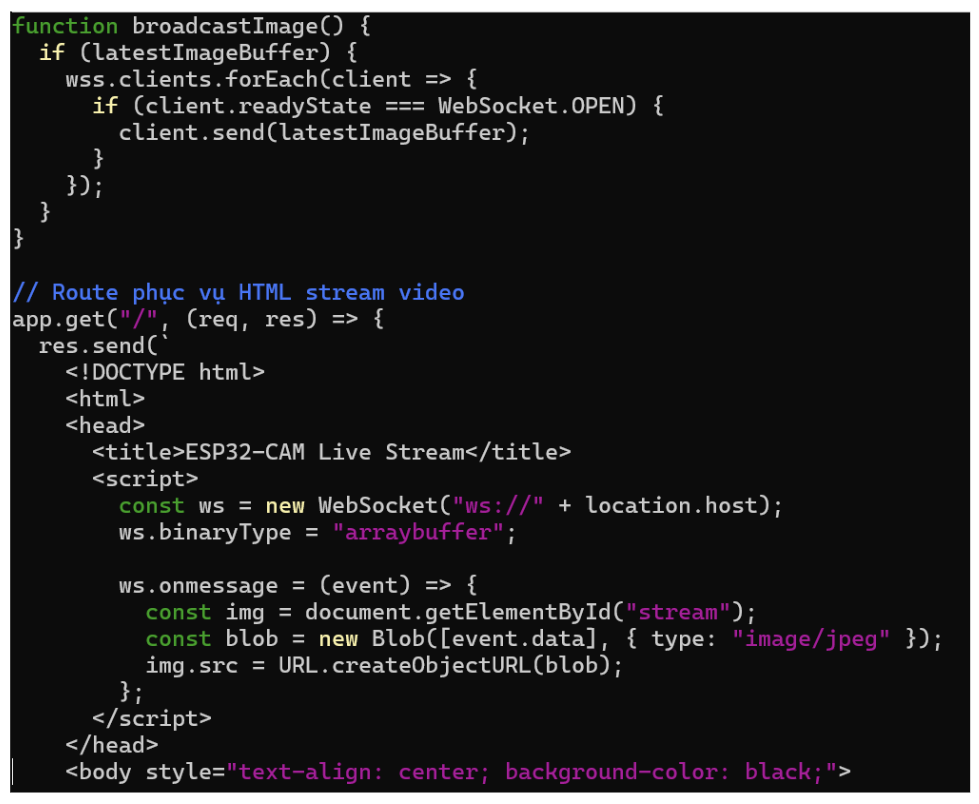 function broadcastImage() {
  if (latestImageBuffer) {
    wss.clients.forEach(client => {
      if (client.readyState === WebSocket.OPEN) {
        client.send(latestImageBuffer);
      }
    });
  }
}

// Route phục vụ HTML stream video
app.get("/", (req, res) => {
  res.send(`
    <!DOCTYPE html>
    <html>
    <head>
      <title>ESP32-CAM Live Stream</title>
      <script>
        const ws = new WebSocket("ws://" + location.host);
        ws.binaryType = "arraybuffer";

        ws.onmessage = (event) => {
          const img = document.getElementById("stream");
          const blob = new Blob([event.data], { type: "image/jpeg" });
          img.src = URL.createObjectURL(blob);
        };
      </script>
    </head>
    <body style="text-align: center; background-color: black;">